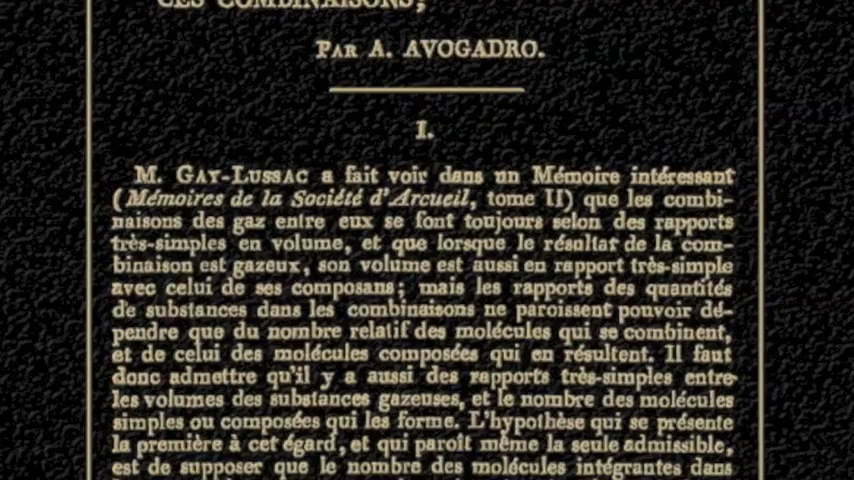 CES COMBINAISONS;
PAR A. AVOGADRO.
I.
M. GAY-LUSSAC a fait voir dans un Mémoire intéressant
(Mémoires de la Société d'Arcueil, tome II) que les combi-
naisons des gaz entre eux se font toujours selon des rapports
très-simples en volume, et que lorsque le résultat de la com-
binaison est gazeux, son volume est aussi en rapport très-simple
avec celui de ses composans; mais les rapports des quantités
de substances dans les combinaisons ne paroissent pouvoir dé-
pendre que du nombre relatif des molécules qui se combinent,
et de celui des molécules composées qui en résultent. Il faut
donc admettre qu'il y a aussi des rapports très-simples entre
les volumes des substances gazeuses, et le nombre des molécules
simples ou composées qui les forme. L'hypothèse qui se présente
la première à cet égard, et qui paroît même la seule admissible,
est de supposer que le nombre des molécules intégrantes dans